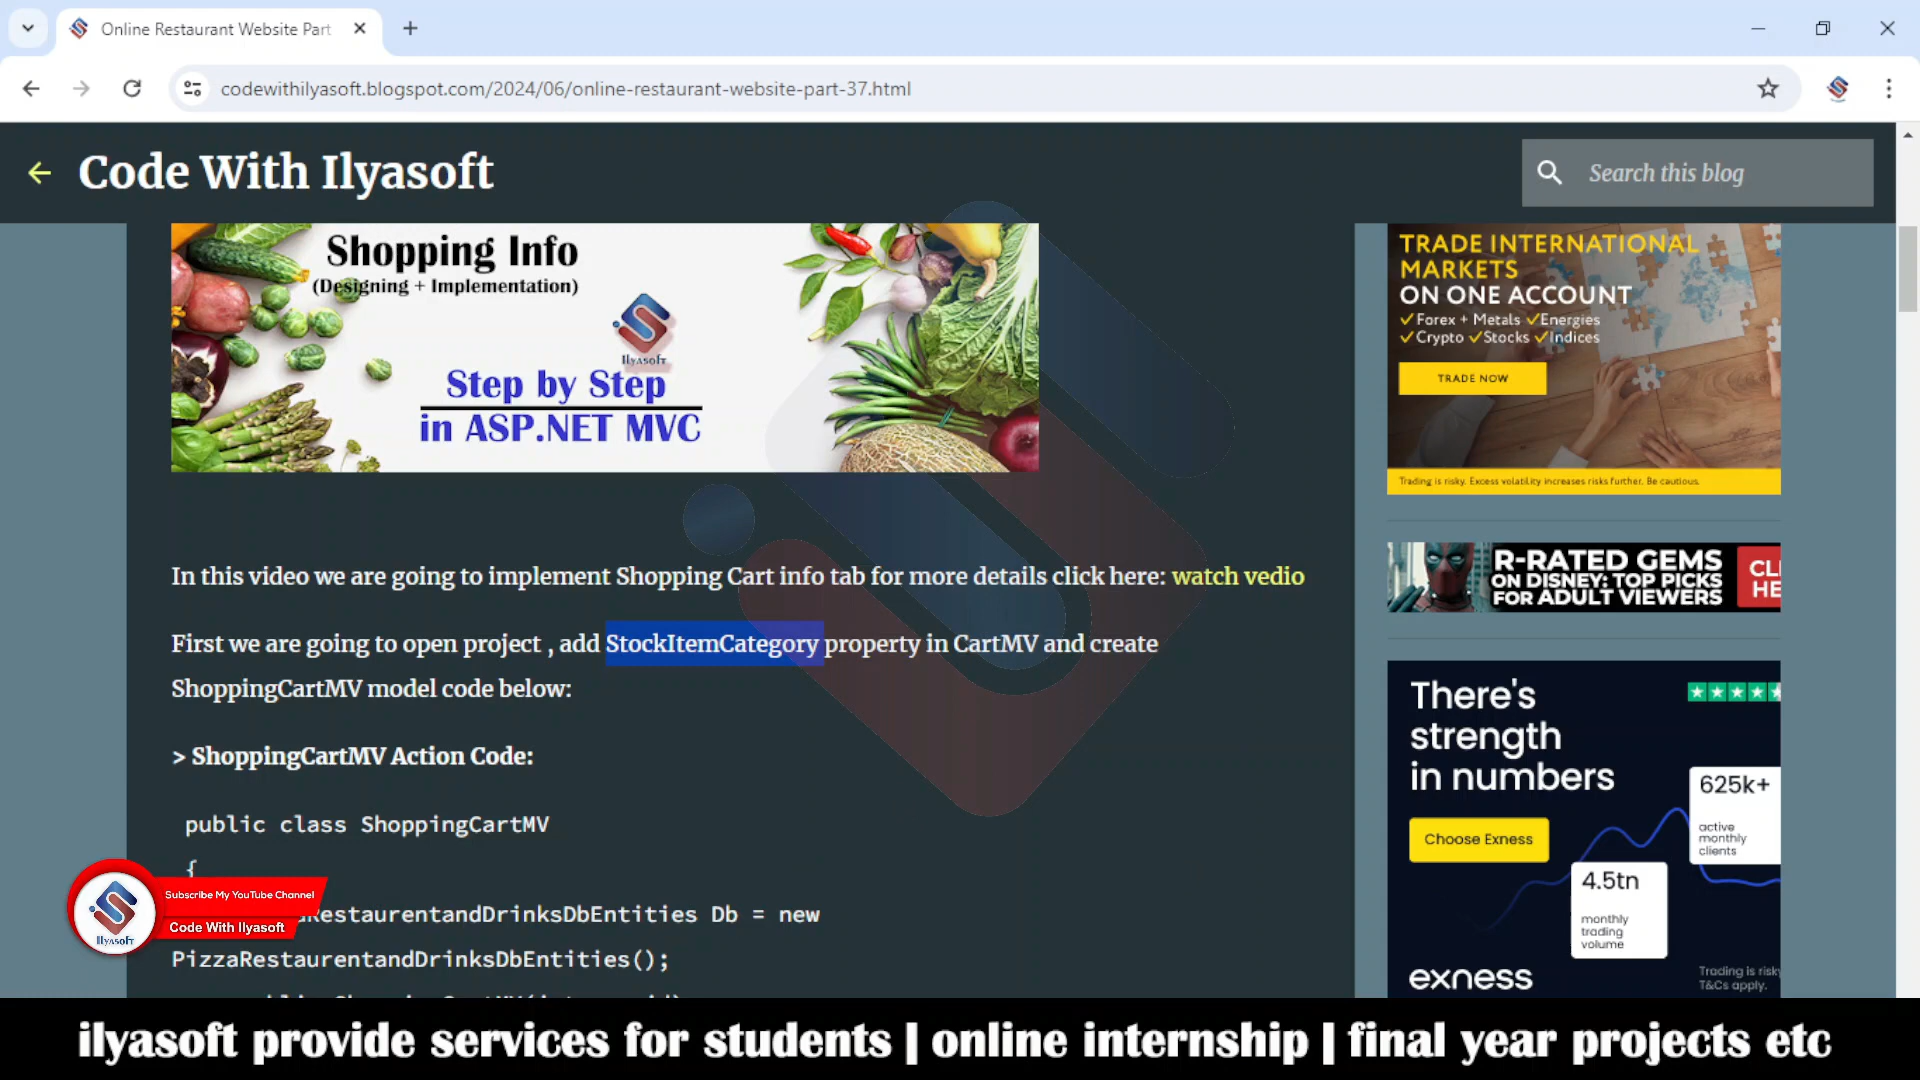 Online Restaurant Website Part
codewithilyasoft.blogspot.com/2024/06/online-restaurant-website-part-37.html
Code With Ilyasoft
Search this blog
Shopping Info
(Designing + Implementation)
Ilyasoft
Step by Step
in ASP.NET MVC
TRADE INTERNATIONAL
MARKETS
ON ONE ACCOUNT
✓Forex + Metals ✓Energies
✓Crypto ✓Stocks ✓Indices
TRADE NOW
Trading is risky. Excess volatility increases risks further. Be cautious.
In this video we are going to implement Shopping Cart info tab for more details click here: watch vedio
R-RATED GEMS
ON DISNEY: TOP PICKS
FOR ADULT VIEWERS
CLI
HE
First we are going to open project , add StockItemCategory property in CartMV and create
ShoppingCartMV model code below:
> ShoppingCartMV Action Code:
public class ShoppingCartMV
{
RestaurentandDrinksDbEntities Db = new
PizzaRestaurentandDrinksDbEntities();
There's
strength
in numbers
625k+
active
monthly
clients
Choose Exness
4.5tn
monthly
trading
volume
exness
Trading is risky
T&Cs apply.
Subscribe My YouTube Channel
Code With Ilyasoft
Ilyasoft
ilyasoft provide services for students | online internship | final year projects etc